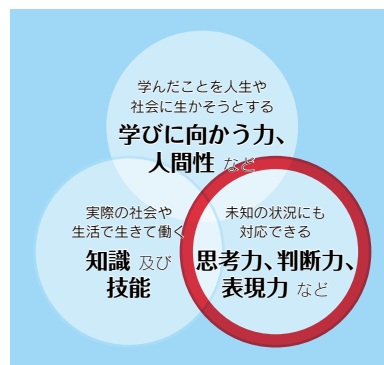 学んだことを人生や
社会に生かそうとする
学びに向かう力、
人間性 など
実際の社会や
生活で生きて働く
知識 及び
技能
未知の状況にも
対応できる
思考力、判断力、
表現力 など